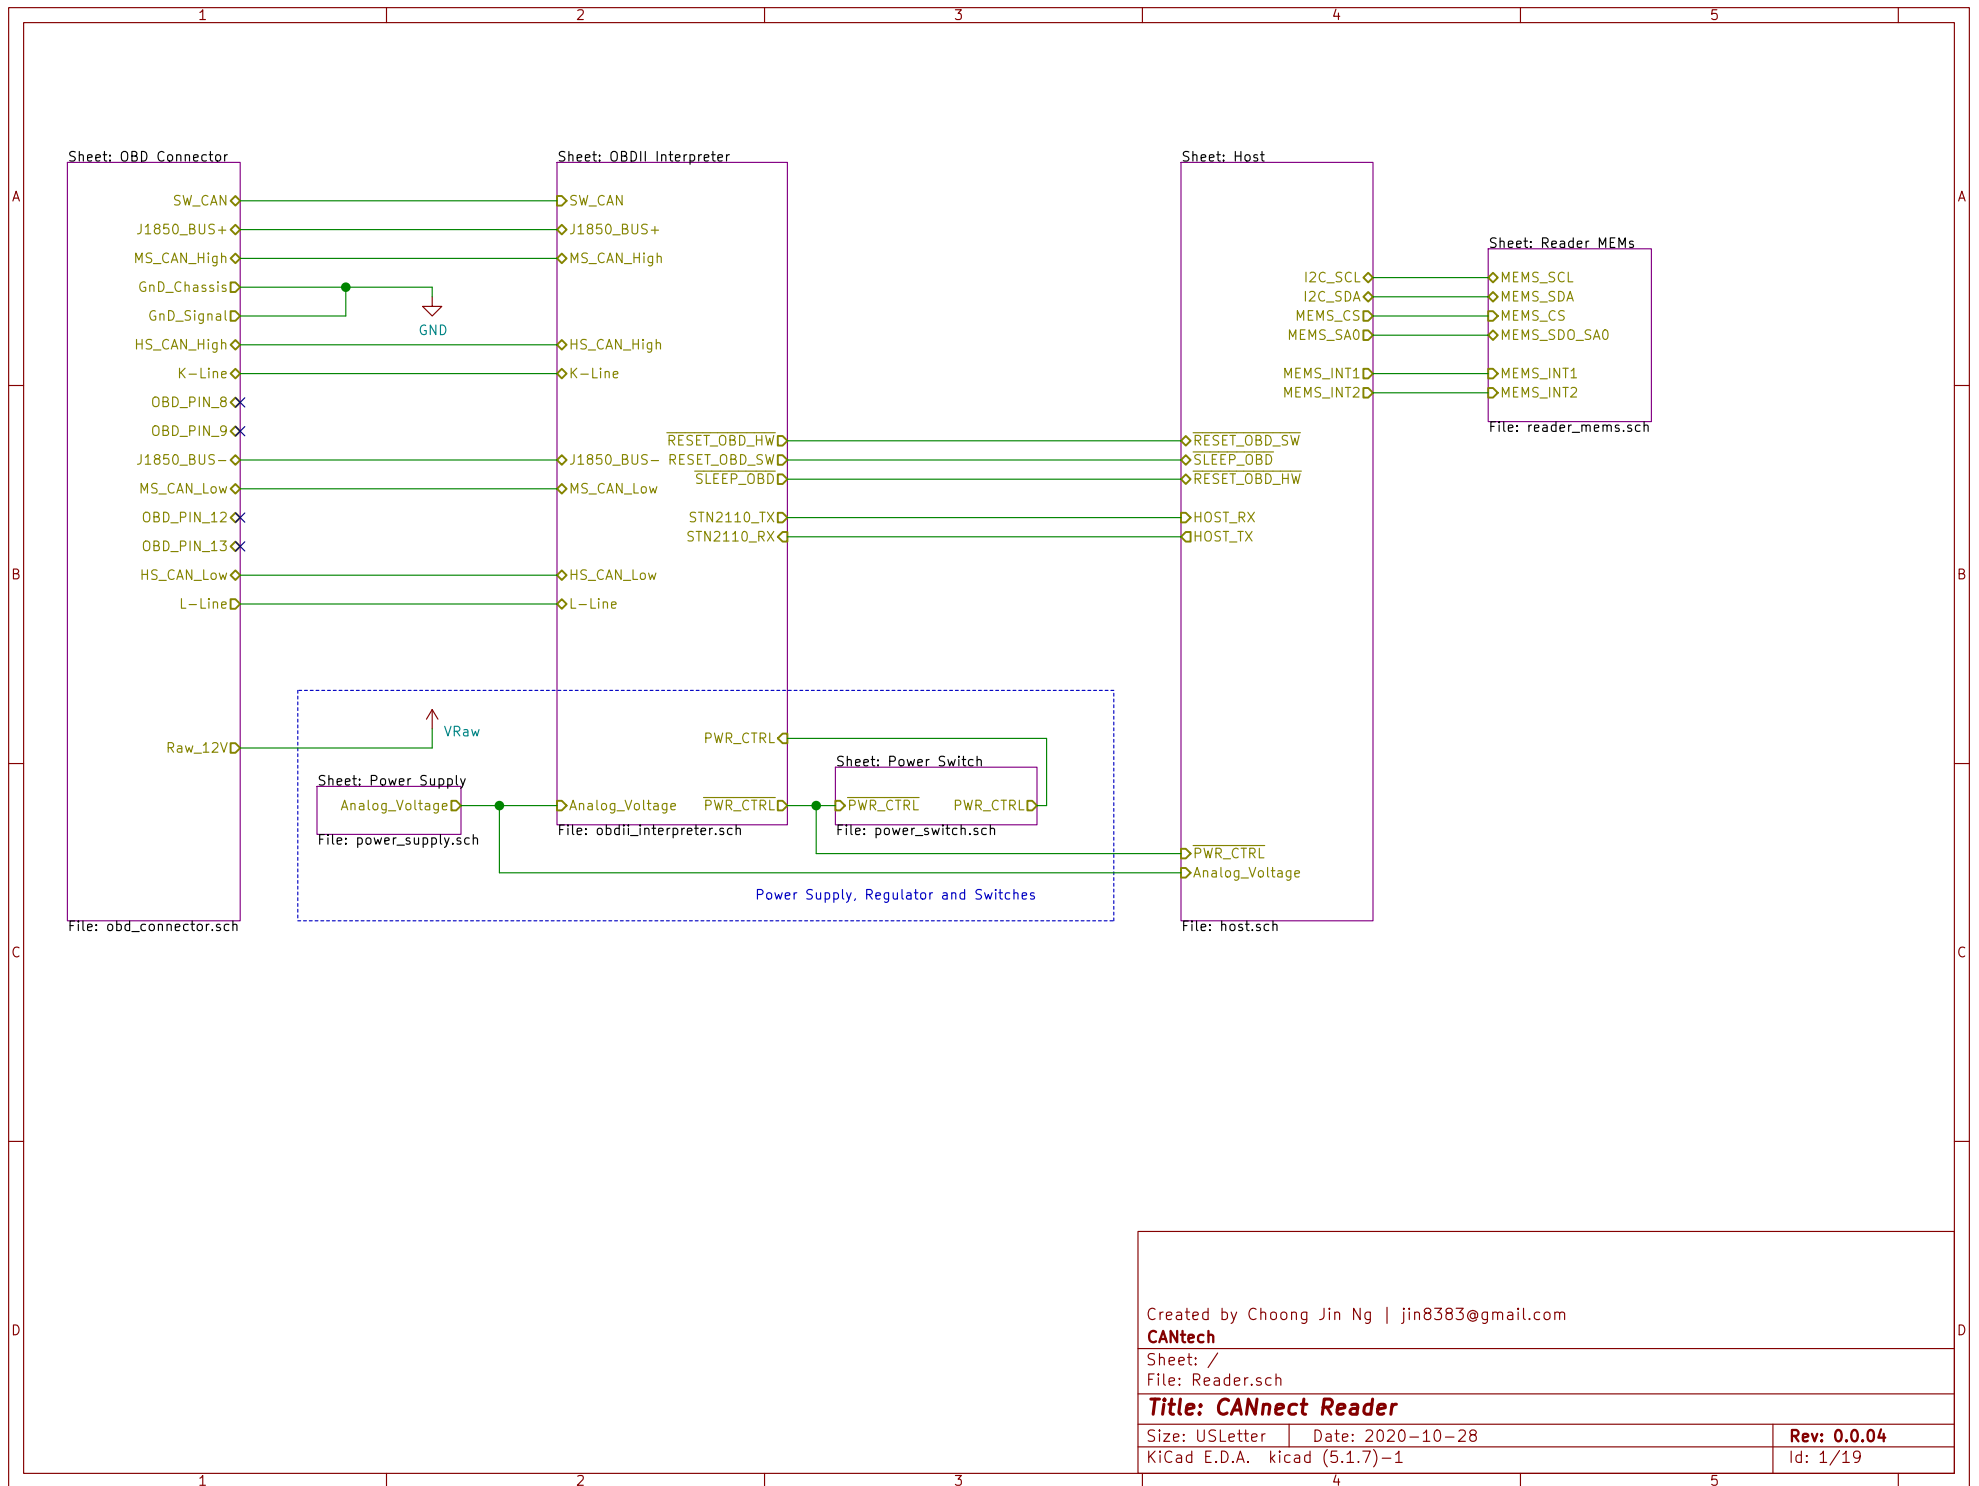 1 2 3 4 5
Sheet: OBD Connector
SW_CAN
J1850_BUS+
MS_CAN_High
GnD_Chassis
GnD_Signal
HS_CAN_High
K-Line
OBD_PIN_8
OBD_PIN_9
J1850_BUS-
MS_CAN_Low
OBD_PIN_12
OBD_PIN_13
HS_CAN_Low
L-Line
Raw_12V
File: obd_connector.sch
GND
VRaw
Sheet: Power Supply
Analog_Voltage
File: power_supply.sch
Sheet: OBDII Interpreter
SW_CAN
J1850_BUS+
MS_CAN_High
HS_CAN_High
K-Line
J1850_BUS-
MS_CAN_Low
HS_CAN_Low
L-Line
Analog_Voltage
RESET_OBD_HW
RESET_OBD_SW
SLEEP_OBD
STN2110_TX
STN2110_RX
PWR_CTRL
PWR_CTRL
File: obdii_interpreter.sch
Sheet: Power Switch
PWR_CTRL PWR_CTRL
File: power_switch.sch
Power Supply, Regulator and Switches
Sheet: Host
I2C_SCL
I2C_SDA
MEMS_CS
MEMS_SA0
MEMS_INT1
MEMS_INT2
RESET_OBD_SW
SLEEP_OBD
RESET_OBD_HW
HOST_RX
HOST_TX
PWR_CTRL
Analog_Voltage
File: host.sch
Sheet: Reader MEMs
MEMS_SCL
MEMS_SDA
MEMS_CS
MEMS_SDO_SA0
MEMS_INT1
MEMS_INT2
File: reader_mems.sch
A A
B B
C C
D D
Created by Choong Jin Ng | jin8383@gmail.com
CANtech
Sheet: /
File: Reader.sch
Title: CANnect Reader
Size: USLetter Date: 2020-10-28 Rev: 0.0.04
KiCad E.D.A. kicad (5.1.7)-1 Id: 1/19
1 2 3 4 5